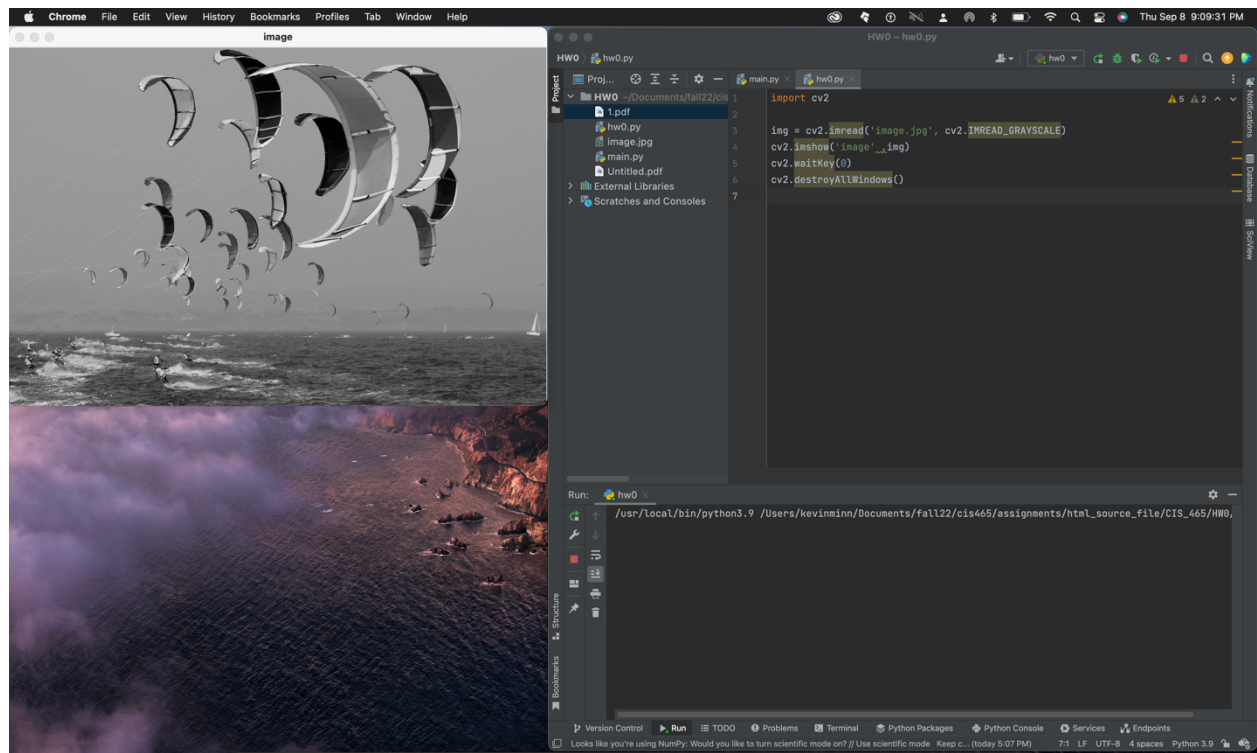 Chrome File Edit View History Bookmarks Profiles Tab Window Help
Thu Sep 8 9:09:31 PM
image
HW0 – hw0.py
HW0 hw0.py
hw0
Project
Proj...
main.py
hw0.py
HW0 ~/Documents/fall22/cis
1.pdf
hw0.py
image.jpg
main.py
Untitled.pdf
External Libraries
Scratches and Consoles
1 import cv2
2
3 img = cv2.imread('image.jpg', cv2.IMREAD_GRAYSCALE)
4 cv2.imshow('image' ,img)
5 cv2.waitKey(0)
6 cv2.destroyAllWindows()
7
5 2
Notifications
Database
SciView
Run: hw0
/usr/local/bin/python3.9 /Users/kevinminn/Documents/fall22/cis465/assignments/html_source_file/CIS_465/HW0/
Structure
Bookmarks
Version Control Run TODO Problems Terminal Python Packages Python Console Services Endpoints
Looks like you're using NumPy: Would you like to turn scientific mode on? // Use scientific mode Keep c... (today 5:07 PM) 7:1 LF UTF-8 4 spaces Python 3.9